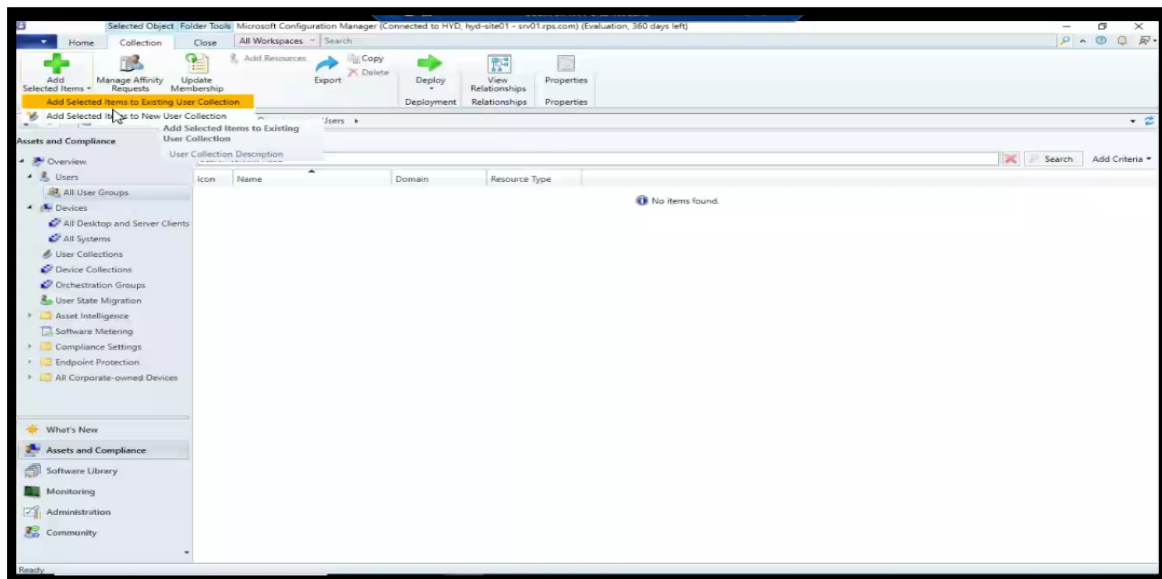 Selected Object Folder Tools Microsoft Configuration Manager (Connected to HYD, hyd-site01 - srv01.rps.com) (Evaluation, 360 days left)
Home Collection Close All Workspaces Search
Add Selected Items
Manage Affinity Requests
Update Membership
Add Resources
Export
Copy
Delete
Deploy
View Relationships
Properties
Deployment Relationships Properties
Add Selected Items to Existing User Collection
Add Selected Items to New User Collection
Add Selected Items to Existing
User Collection
User Collection Description
Users
Assets and Compliance
Search Add Criteria
Overview
Users
All User Groups
Devices
All Desktop and Server Clients
All Systems
User Collections
Device Collections
Orchestration Groups
User State Migration
Asset Intelligence
Software Metering
Compliance Settings
Endpoint Protection
All Corporate-owned Devices
Icon Name Domain Resource Type
No items found.
What's New
Assets and Compliance
Software Library
Monitoring
Administration
Community
Ready